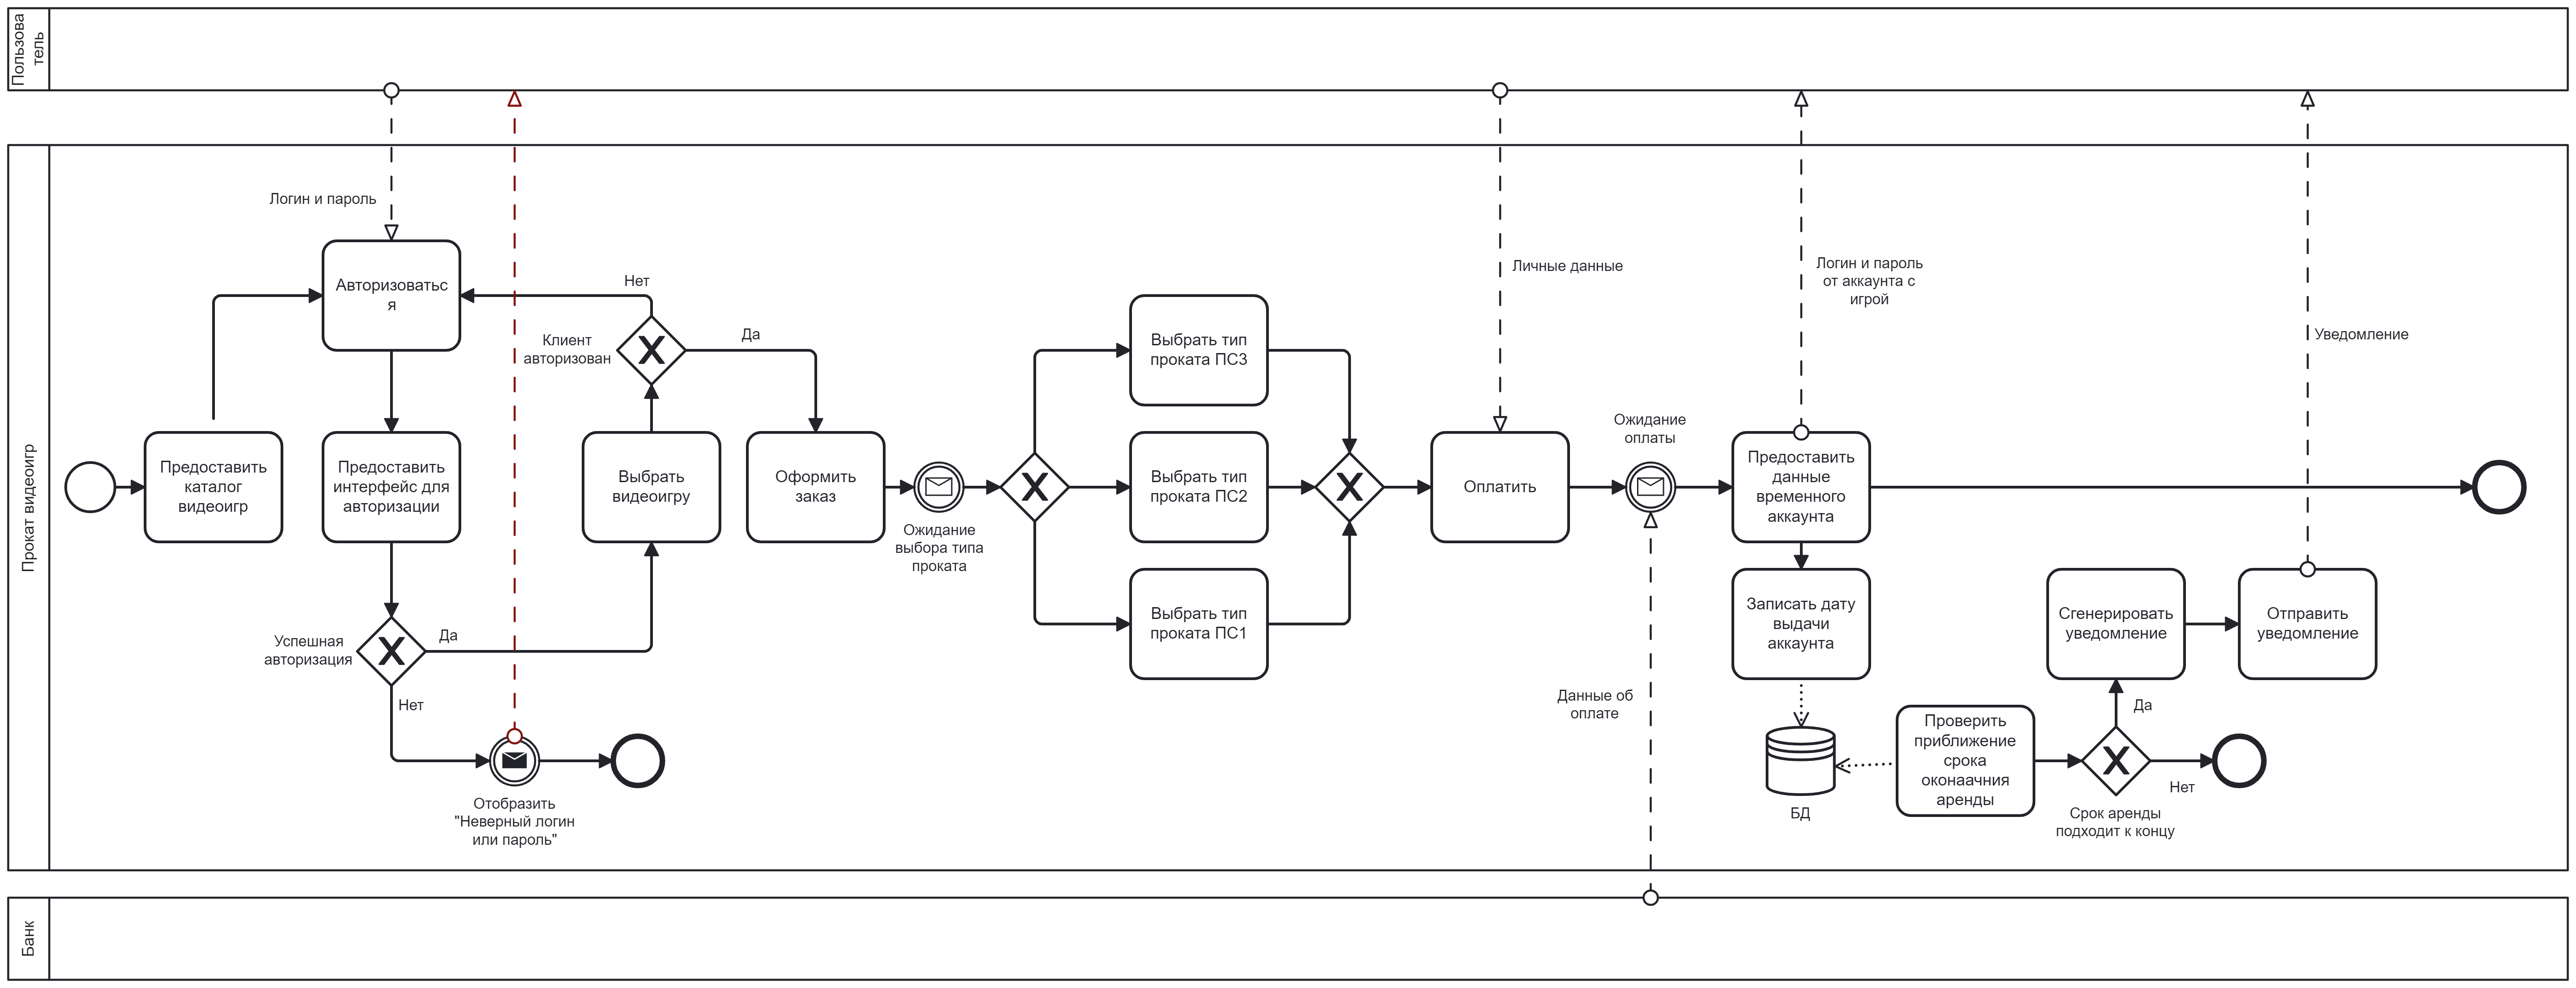 Пользова
тель
Прокат видеоигр
Логин и пароль
Авторизоватьс
я
Нет
Клиент
авторизован
Да
Предоставить
каталог
видеоигр
Предоставить
интерфейс для
авторизации
Выбрать
видеоигру
Оформить
заказ
Ожидание
выбора типа
проката
Успешная
авторизация
Да
Нет
Отобразить
"Неверный логин
или пароль"
Выбрать тип
проката ПС3
Выбрать тип
проката ПС2
Выбрать тип
проката ПС1
Личные данные
Оплатить
Ожидание
оплаты
Данные об
оплате
Логин и пароль
от аккаунта с
игрой
Предоставить
данные
временного
аккаунта
Записать дату
выдачи
аккаунта
БД
Проверить
приближение
срока
оконаачния
аренды
Срок аренды
подходит к концу
Да
Нет
Сгенерировать
уведомление
Отправить
уведомление
Уведомление
Банк